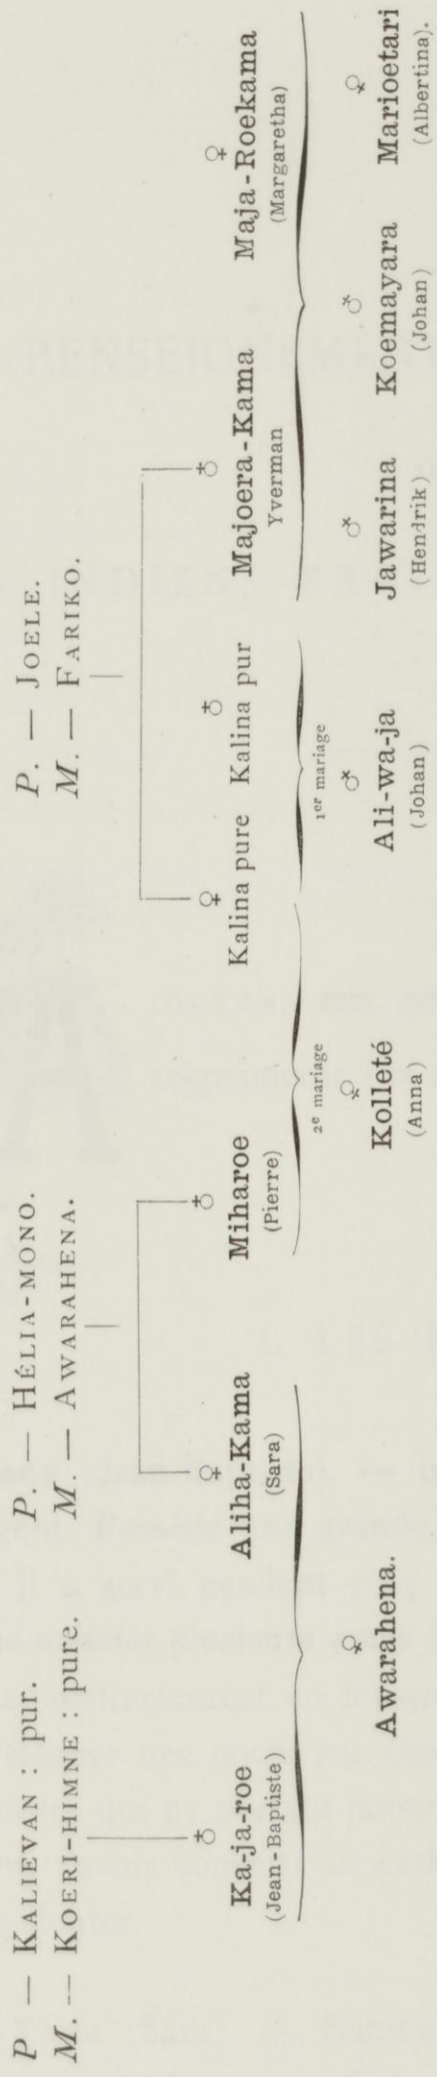 P — KALIEVAN : pur.
M. — KOERI-HIMNE : pure.
P. — HÉLIA-MONO.
M. — AWARAHENA.
P. — JOELE.
M. — FARIKO.
♁ ♀ ♁ ♀ ♁ ♁ ♀
Ka-ja-roe
(Jean-Baptiste)
Aliha-Kama
(Sara)
Miharoe
(Pierre)
Kalina pure
Kalina pur
Majoera-Kama
Yverman
Maja-Roekama
(Margaretha)
2e mariage
1er mariage
Awarahena.
Kolleté
(Anna)
Ali-wa-ja
(Johan)
Jawarina
(Hendrik)
Koemayara
(Johan)
Marioetari
(Albertina).